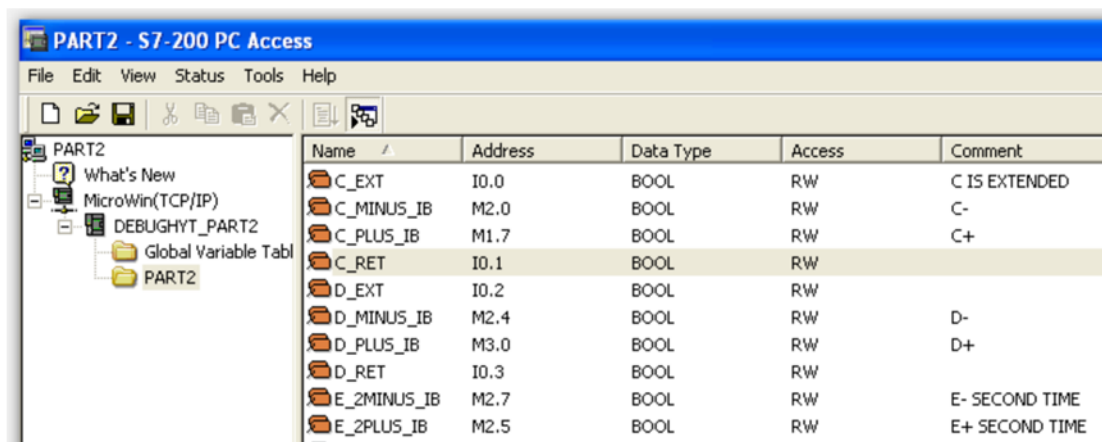 PART2 - S7-200 PC Access
File Edit View Status Tools Help
PART2
What's New
MicroWin(TCP/IP)
DEBUGHYT_PART2
Global Variable Tabl
PART2
Name Address Data Type Access Comment
C_EXT I0.0 BOOL RW C IS EXTENDED
C_MINUS_IB M2.0 BOOL RW C-
C_PLUS_IB M1.7 BOOL RW C+
C_RET I0.1 BOOL RW
D_EXT I0.2 BOOL RW
D_MINUS_IB M2.4 BOOL RW D-
D_PLUS_IB M3.0 BOOL RW D+
D_RET I0.3 BOOL RW
E_2MINUS_IB M2.7 BOOL RW E- SECOND TIME
E_2PLUS_IB M2.5 BOOL RW E+ SECOND TIME